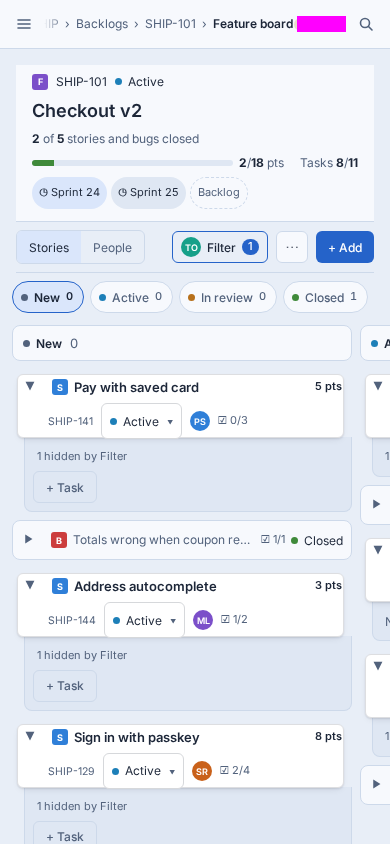 IP › Backlogs › SHIP-101 › Feature board
F SHIP-101 Active
Checkout v2
2 of 5 stories and bugs closed
2/18 pts Tasks 8/11
Sprint 24 Sprint 25 Backlog
Stories People TO Filter 1 ··· + Add
New 0 Active 0 In review 0 Closed 1
New 0 A
S Pay with saved card 5 pts
SHIP-141 Active PS 0/3
1 hidden by Filter 1
+ Task
B Totals wrong when coupon re... 1/1 Closed
S Address autocomplete 3 pts
SHIP-144 Active ML 1/2
1 hidden by Filter
+ Task
S Sign in with passkey 8 pts
SHIP-129 Active SR 2/4
1 hidden by Filter
+ Task